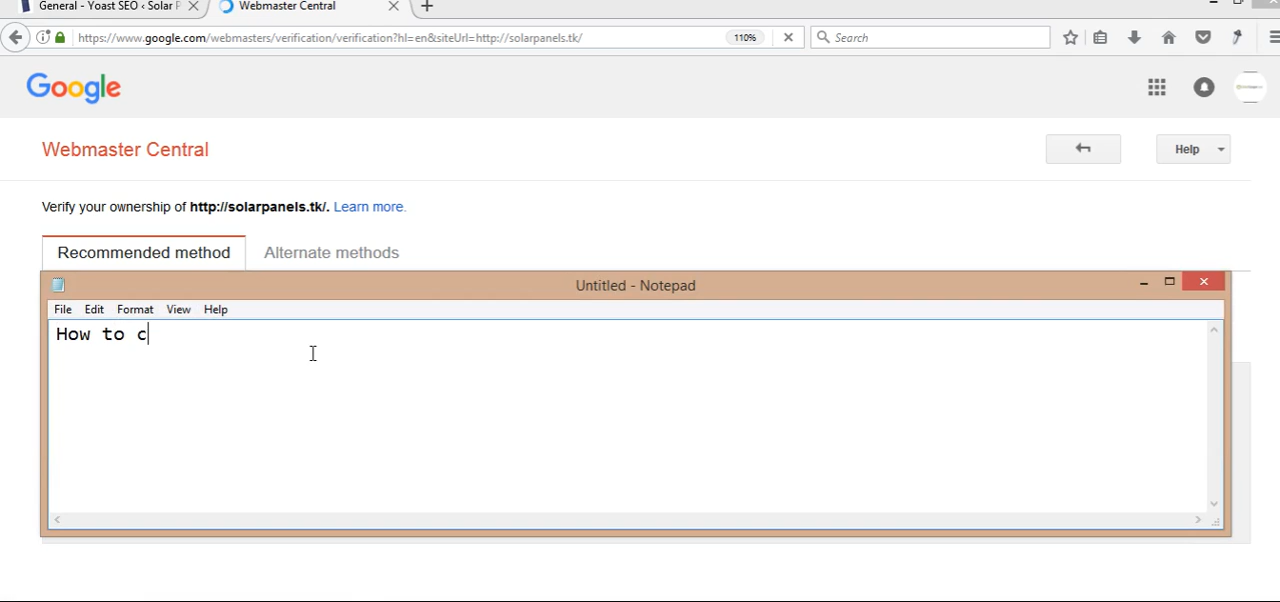 General - Yoast SEO ‹ Solar P
Webmaster Central
https://www.google.com/webmasters/verification/verification?hl=en&siteUrl=http://solarpanels.tk/
110%
Search
Google
Webmaster Central
Help
Verify your ownership of http://solarpanels.tk/. Learn more.
Recommended method
Alternate methods
Untitled - Notepad
File Edit Format View Help
How to c